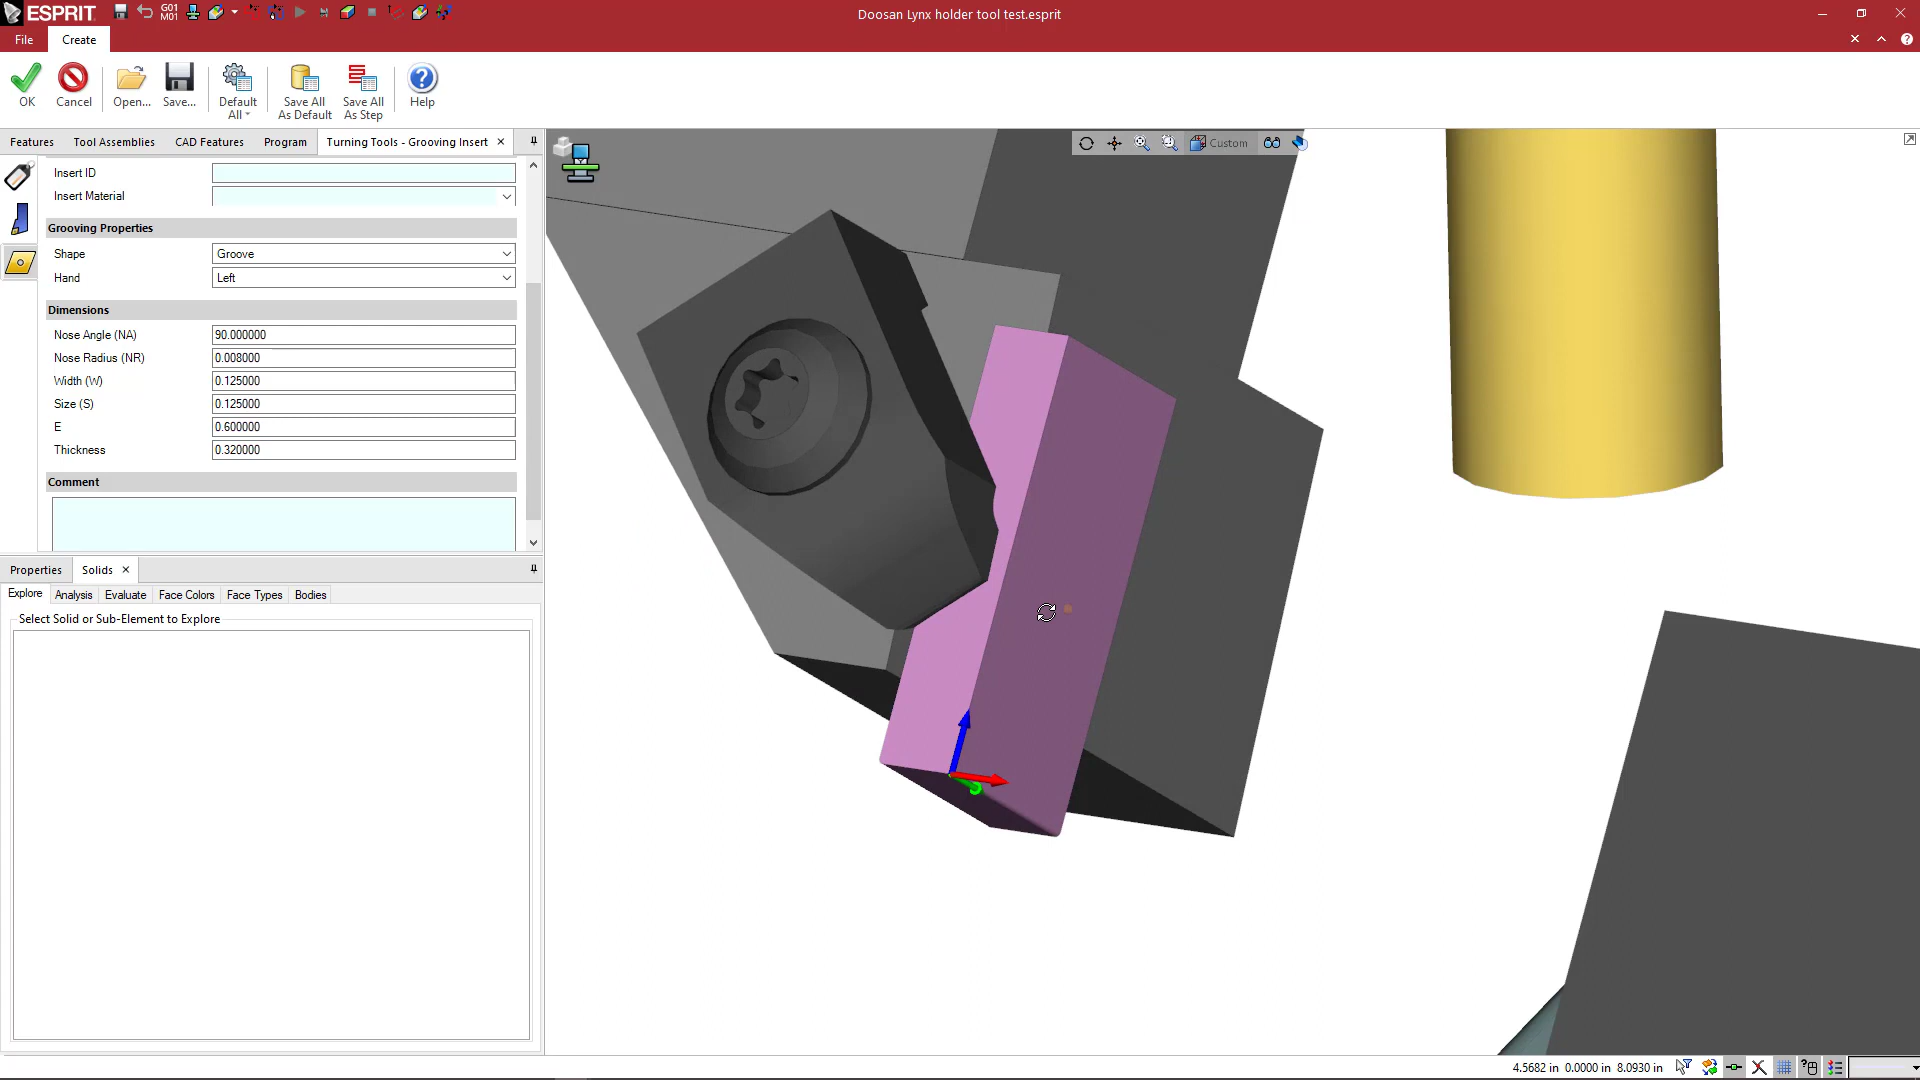 ESPRIT
G01
M01
Doosan Lynx holder tool test.esprit
File
Create
OK
Cancel
Open...
Save...
Default All
Save All As Default
Save All As Step
Help
Features
Tool Assemblies
CAD Features
Program
Turning Tools - Grooving Insert
Custom
Insert ID
Insert Material
Grooving Properties
Shape Groove
Hand Left
Dimensions
Nose Angle (NA) 90.000000
Nose Radius (NR) 0.008000
Width (W) 0.125000
Size (S) 0.125000
E 0.600000
Thickness 0.320000
Comment
Properties
Solids
Explore
Analysis
Evaluate
Face Colors
Face Types
Bodies
Select Solid or Sub-Element to Explore
4.5682 in 0.0000 in 8.0930 in